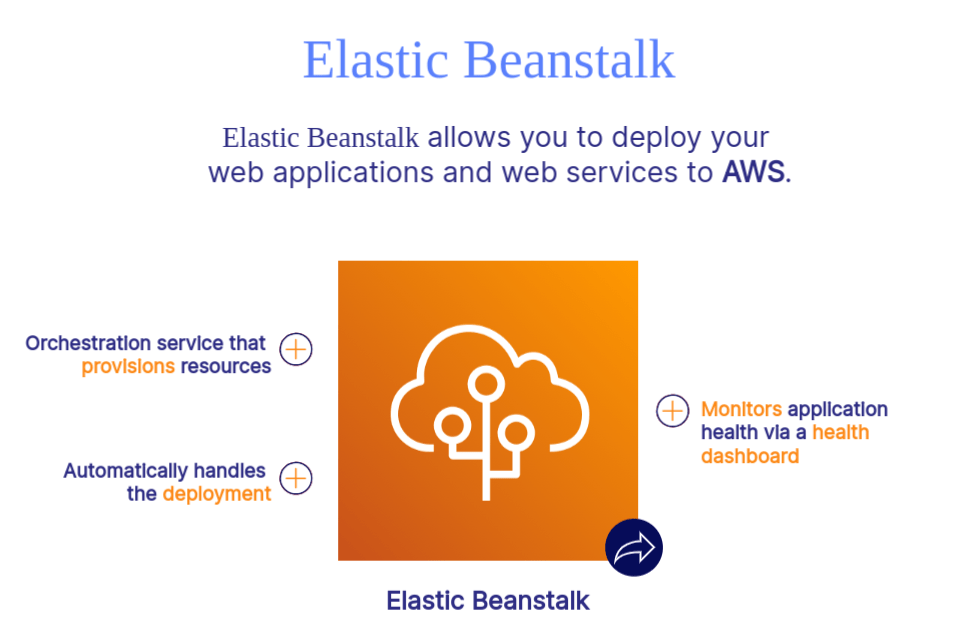 Elastic Beanstalk
Elastic Beanstalk allows you to deploy your
web applications and web services to AWS.
Orchestration service that
provisions resources
Automatically handles
the deployment
Monitors application
health via a health
dashboard
Elastic Beanstalk